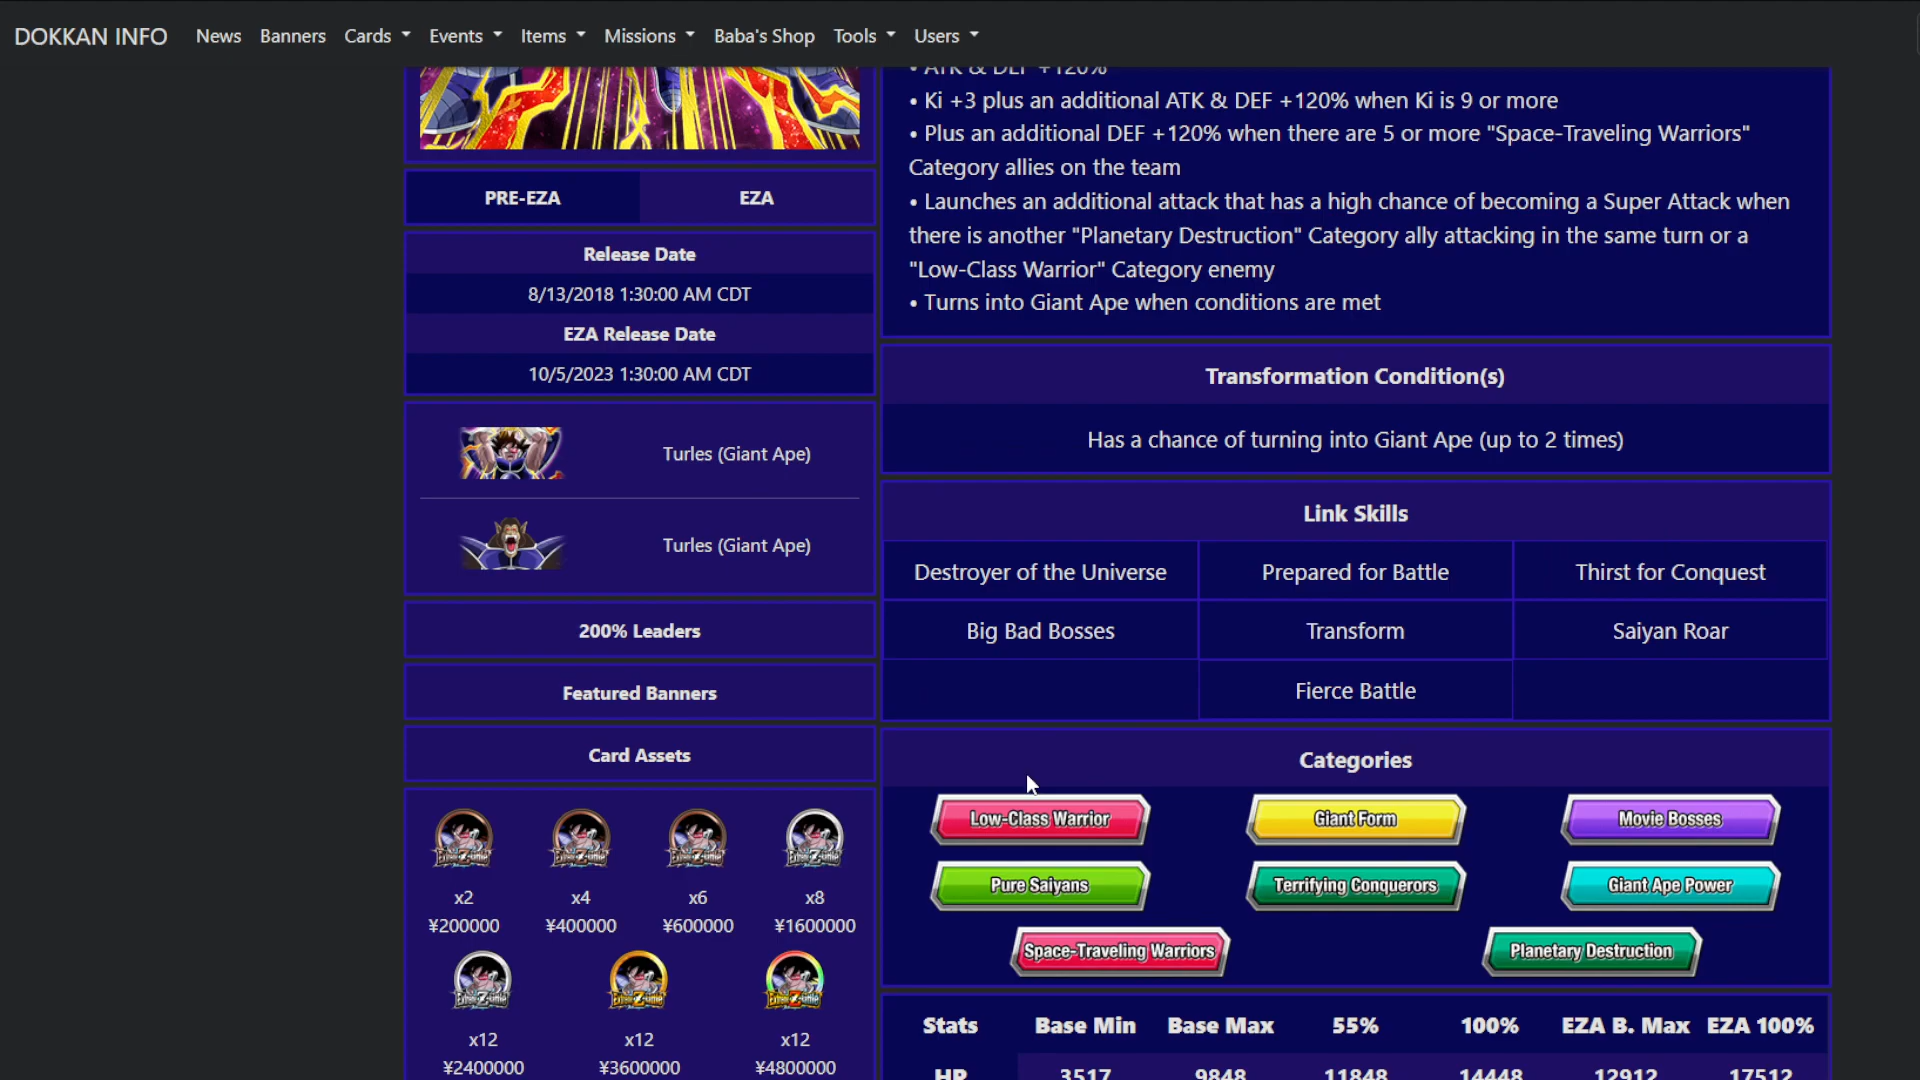 DOKKAN INFO News Banners Cards Events Items Missions Baba's Shop Tools Users
• ATK & DEF +120%
• Ki +3 plus an additional ATK & DEF +120% when Ki is 9 or more
• Plus an additional DEF +120% when there are 5 or more "Space-Traveling Warriors"
Category allies on the team
• Launches an additional attack that has a high chance of becoming a Super Attack when
there is another "Planetary Destruction" Category ally attacking in the same turn or a
"Low-Class Warrior" Category enemy
• Turns into Giant Ape when conditions are met
PRE-EZA EZA
Release Date
8/13/2018 1:30:00 AM CDT
EZA Release Date
10/5/2023 1:30:00 AM CDT
Turles (Giant Ape)
Turles (Giant Ape)
200% Leaders
Featured Banners
Card Assets
x2 x4 x6 x8
¥200000 ¥400000 ¥600000 ¥1600000
x12 x12 x12
¥2400000 ¥3600000 ¥4800000
Transformation Condition(s)
Has a chance of turning into Giant Ape (up to 2 times)
Link Skills
Destroyer of the Universe Prepared for Battle Thirst for Conquest
Big Bad Bosses Transform Saiyan Roar
Fierce Battle
Categories
Low-Class Warrior Giant Form Movie Bosses
Pure Saiyans Terrifying Conquerors Giant Ape Power
Space-Traveling Warriors Planetary Destruction
Stats Base Min Base Max 55% 100% EZA B. Max EZA 100%
HP 3517 9848 11848 14448 12912 17512